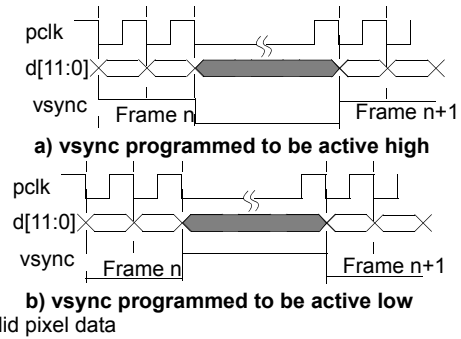 pclk
d[11:0]
vsync
Frame n
Frame n+1
a) vsync programmed to be active high
pclk
d[11:0]
vsync
Frame n
Frame n+1
b) vsync programmed to be active low
lid pixel data